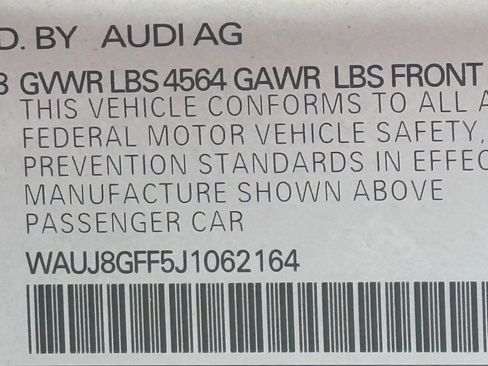 D. BY AUDI AG
8 GVWR LBS 4564 GAWR LBS FRONT
THIS VEHICLE CONFORMS TO ALL A
FEDERAL MOTOR VEHICLE SAFETY,
PREVENTION STANDARDS IN EFFEC
MANUFACTURE SHOWN ABOVE
PASSENGER CAR
WAUJ8GFF5J1062164